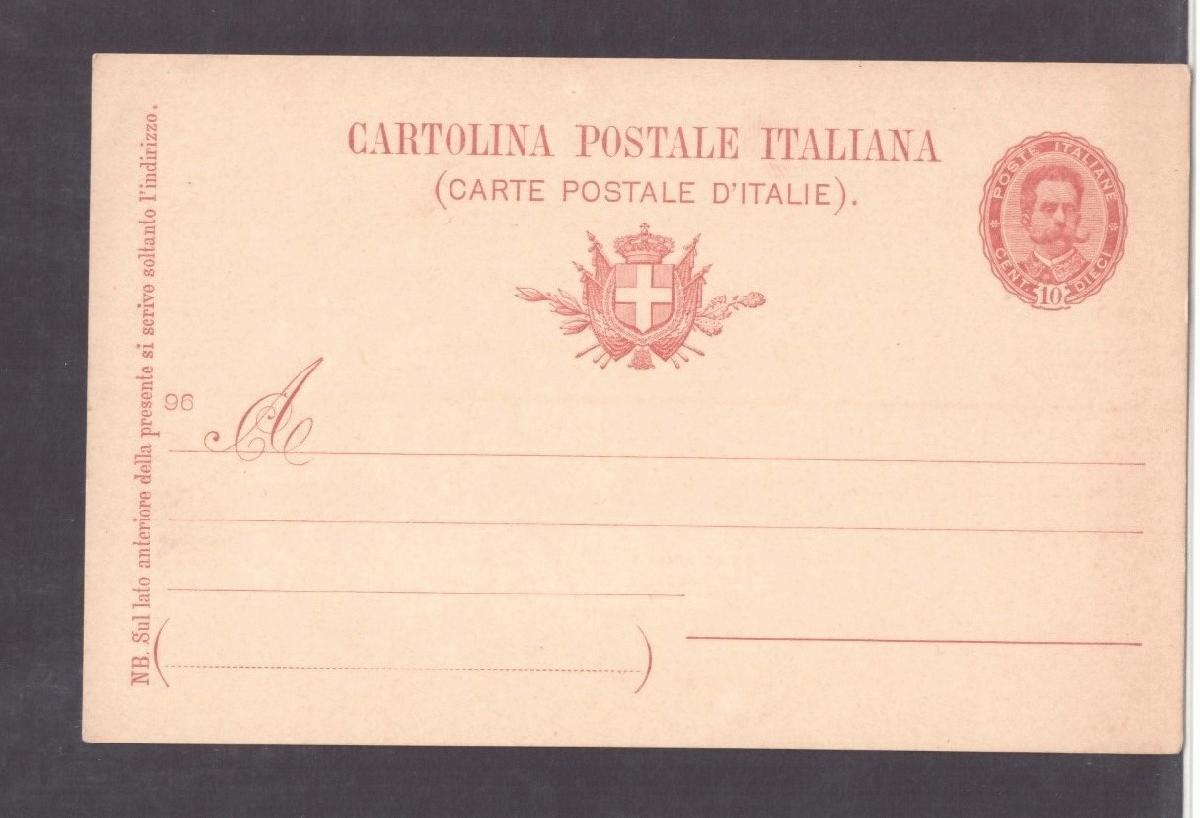 CARTOLINA POSTALE ITALIANA
(CARTE POSTALE D'ITALIE).
POSTE ITALIANE
CENT. 10 DIECI
NB. Sul lato anteriore della presente si scrive soltanto l'indirizzo.
96
A